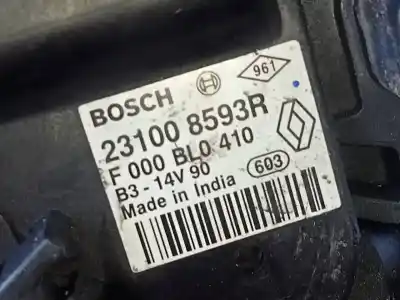 961
BOSCH
23100 8593R
F 000 BL0 410
B3 - 14V 90
Made in India
603